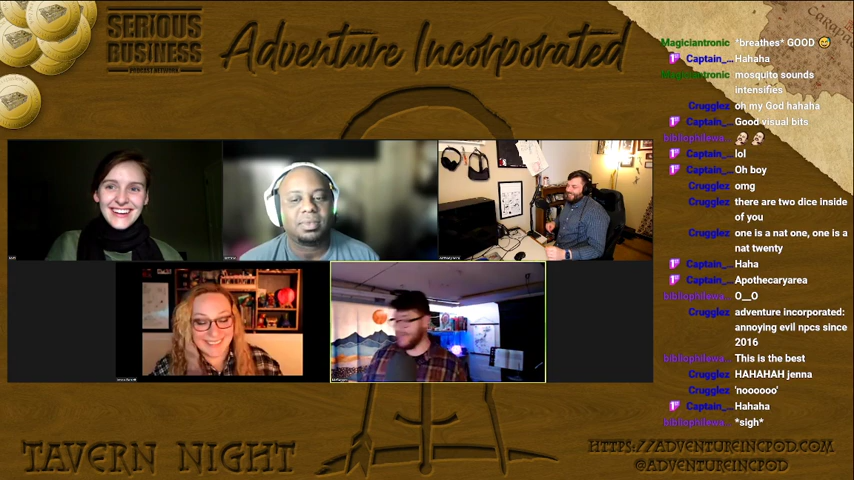 SERIOUS
BUSINESS
PODCAST NETWORK
Adventure Incorporated
Magiciantronic *breathes* GOOD
Captain_... Hahaha
Magiciantronic mosquito sounds
intensifies
Crugglez oh my God hahaha
Captain_... Good visual bits
bibliophilewa..
Captain_... lol
Captain_... Oh boy
Crugglez omg
Crugglez there are two dice inside
of you
Crugglez one is a nat one, one is a
nat twenty
Captain_... Haha
Captain_... Apothecaryarea
bibliophilewa.. O__O
Crugglez adventure incorporated:
annoying evil npcs since
2016
bibliophilewa.. This is the best
Crugglez HAHAHAH jenna
Crugglez 'noooooo'
Captain_... Hahaha
bibliophilewa.. *sigh*
TAVERN NIGHT
HTTPS://ADVENTUREINCPOD.COM
@ADVENTUREINCPOD